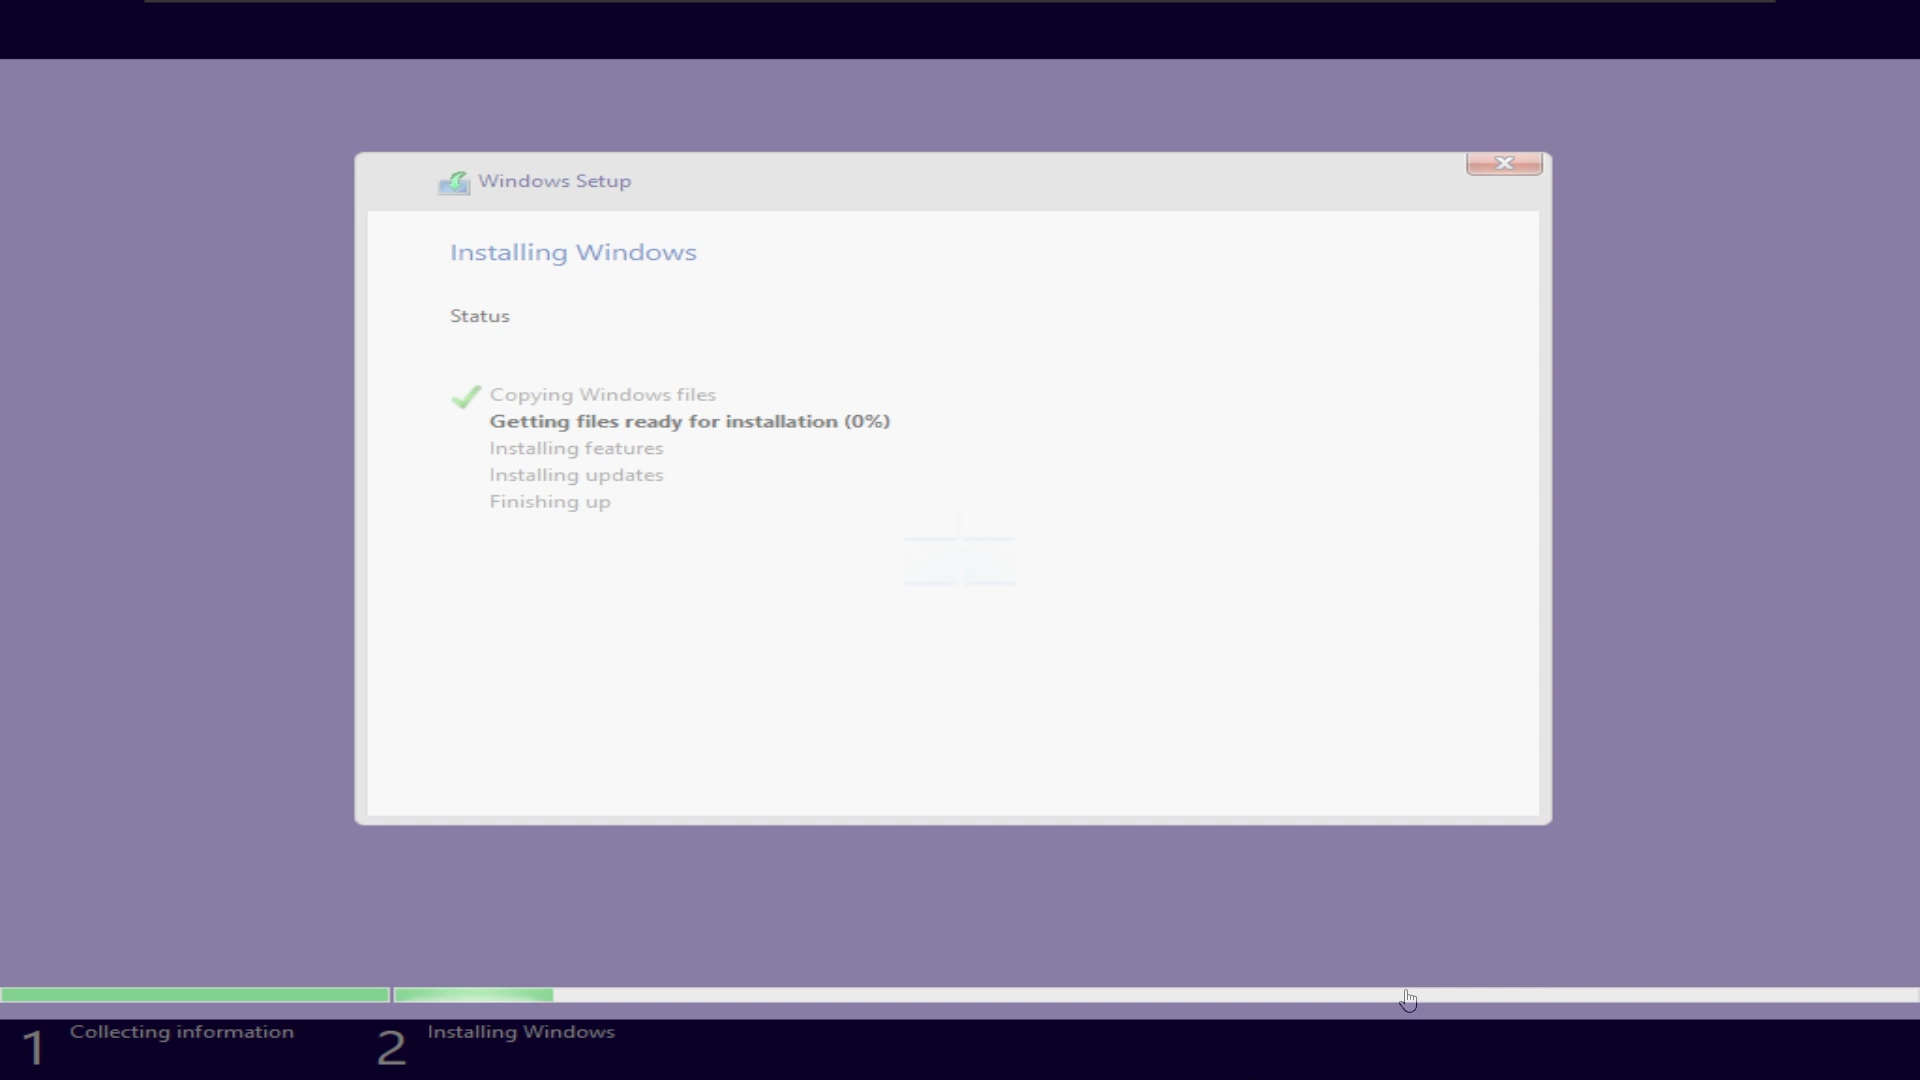 Windows Setup
Installing Windows
Status
Copying Windows files
Getting files ready for installation (0%)
Installing features
Installing updates
Finishing up
1 Collecting information
2 Installing Windows